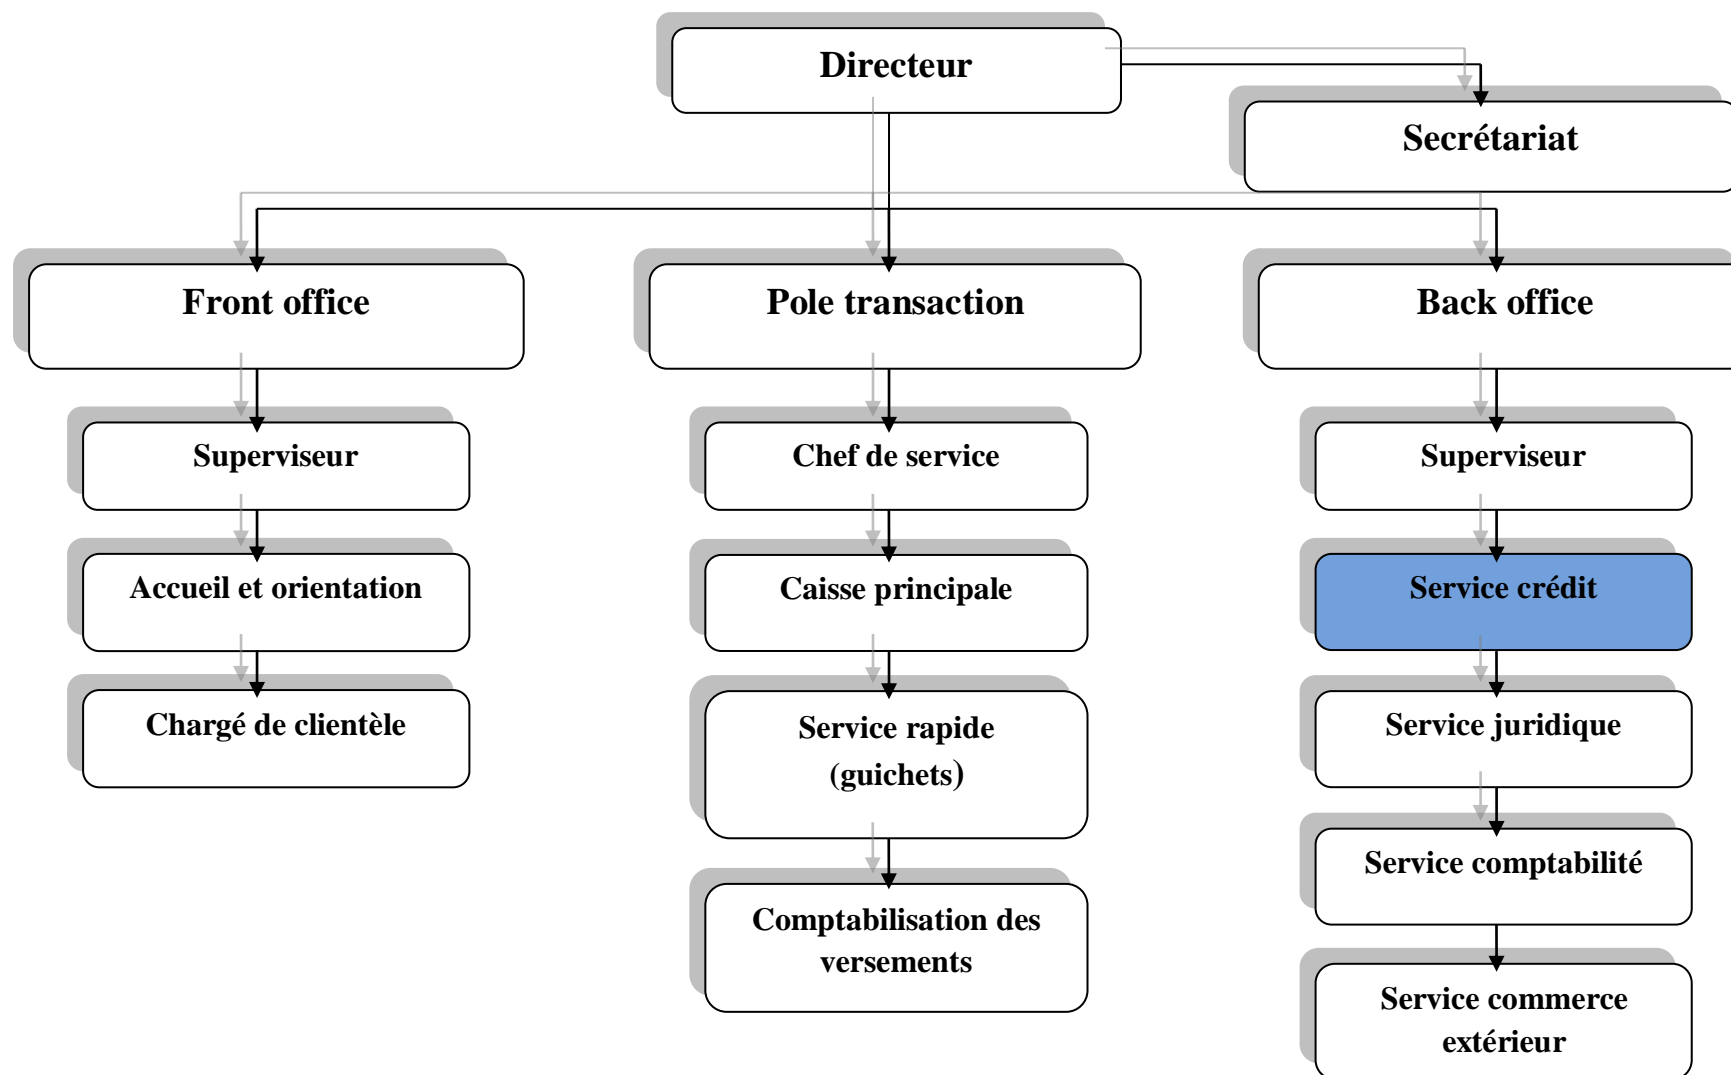 Directeur
Secrétariat
Front office
Pole transaction
Back office
Superviseur
Chef de service
Superviseur
Accueil et orientation
Caisse principale
Service crédit
Chargé de clientèle
Service rapide
(guichets)
Service juridique
Service comptabilité
Comptabilisation des
versements
Service commerce
extérieur